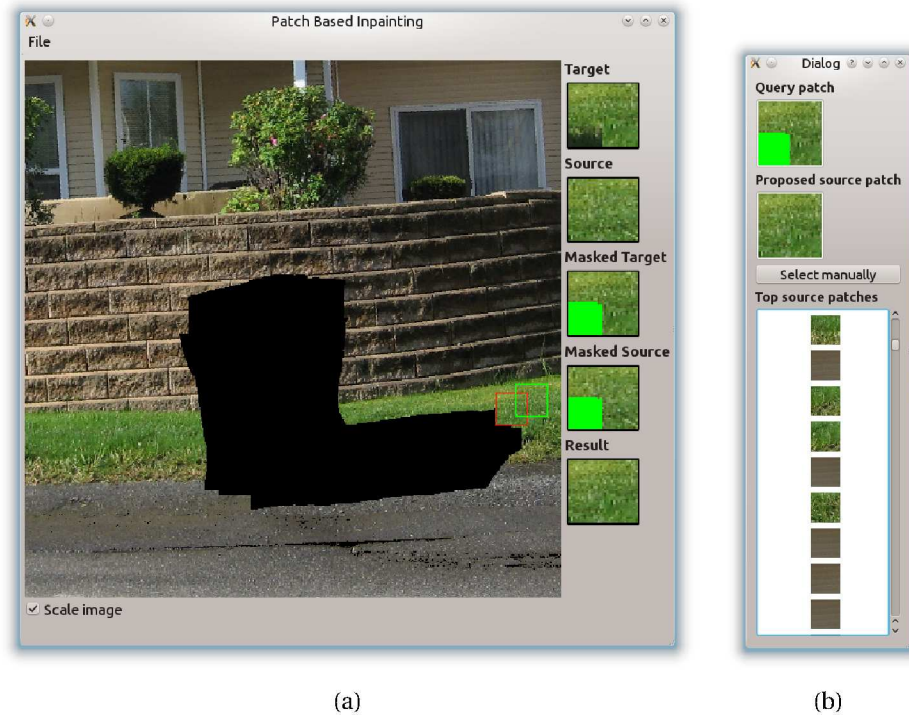 Patch Based Inpainting
File
Target
Source
Masked Target
Masked Source
Result
Scale image
Dialog
Query patch
Proposed source patch
Select manually
Top source patches
(a)
(b)